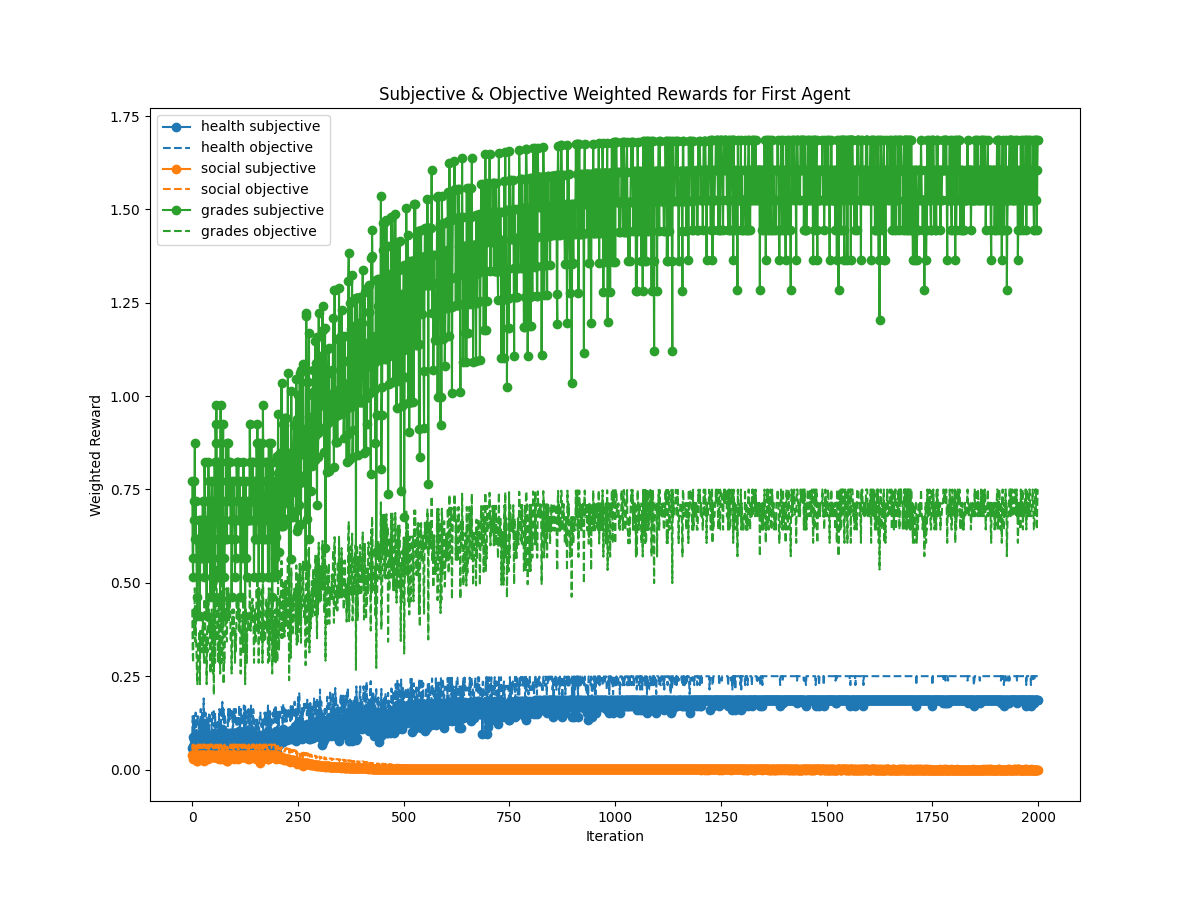 Subjective & Objective Weighted Rewards for First Agent
1.75
1.50
1.25
1.00
0.75
0.50
0.25
0.00
Weighted Reward
health subjective
health objective
social subjective
social objective
grades subjective
grades objective
0 250 500 750 1000 1250 1500 1750 2000
Iteration